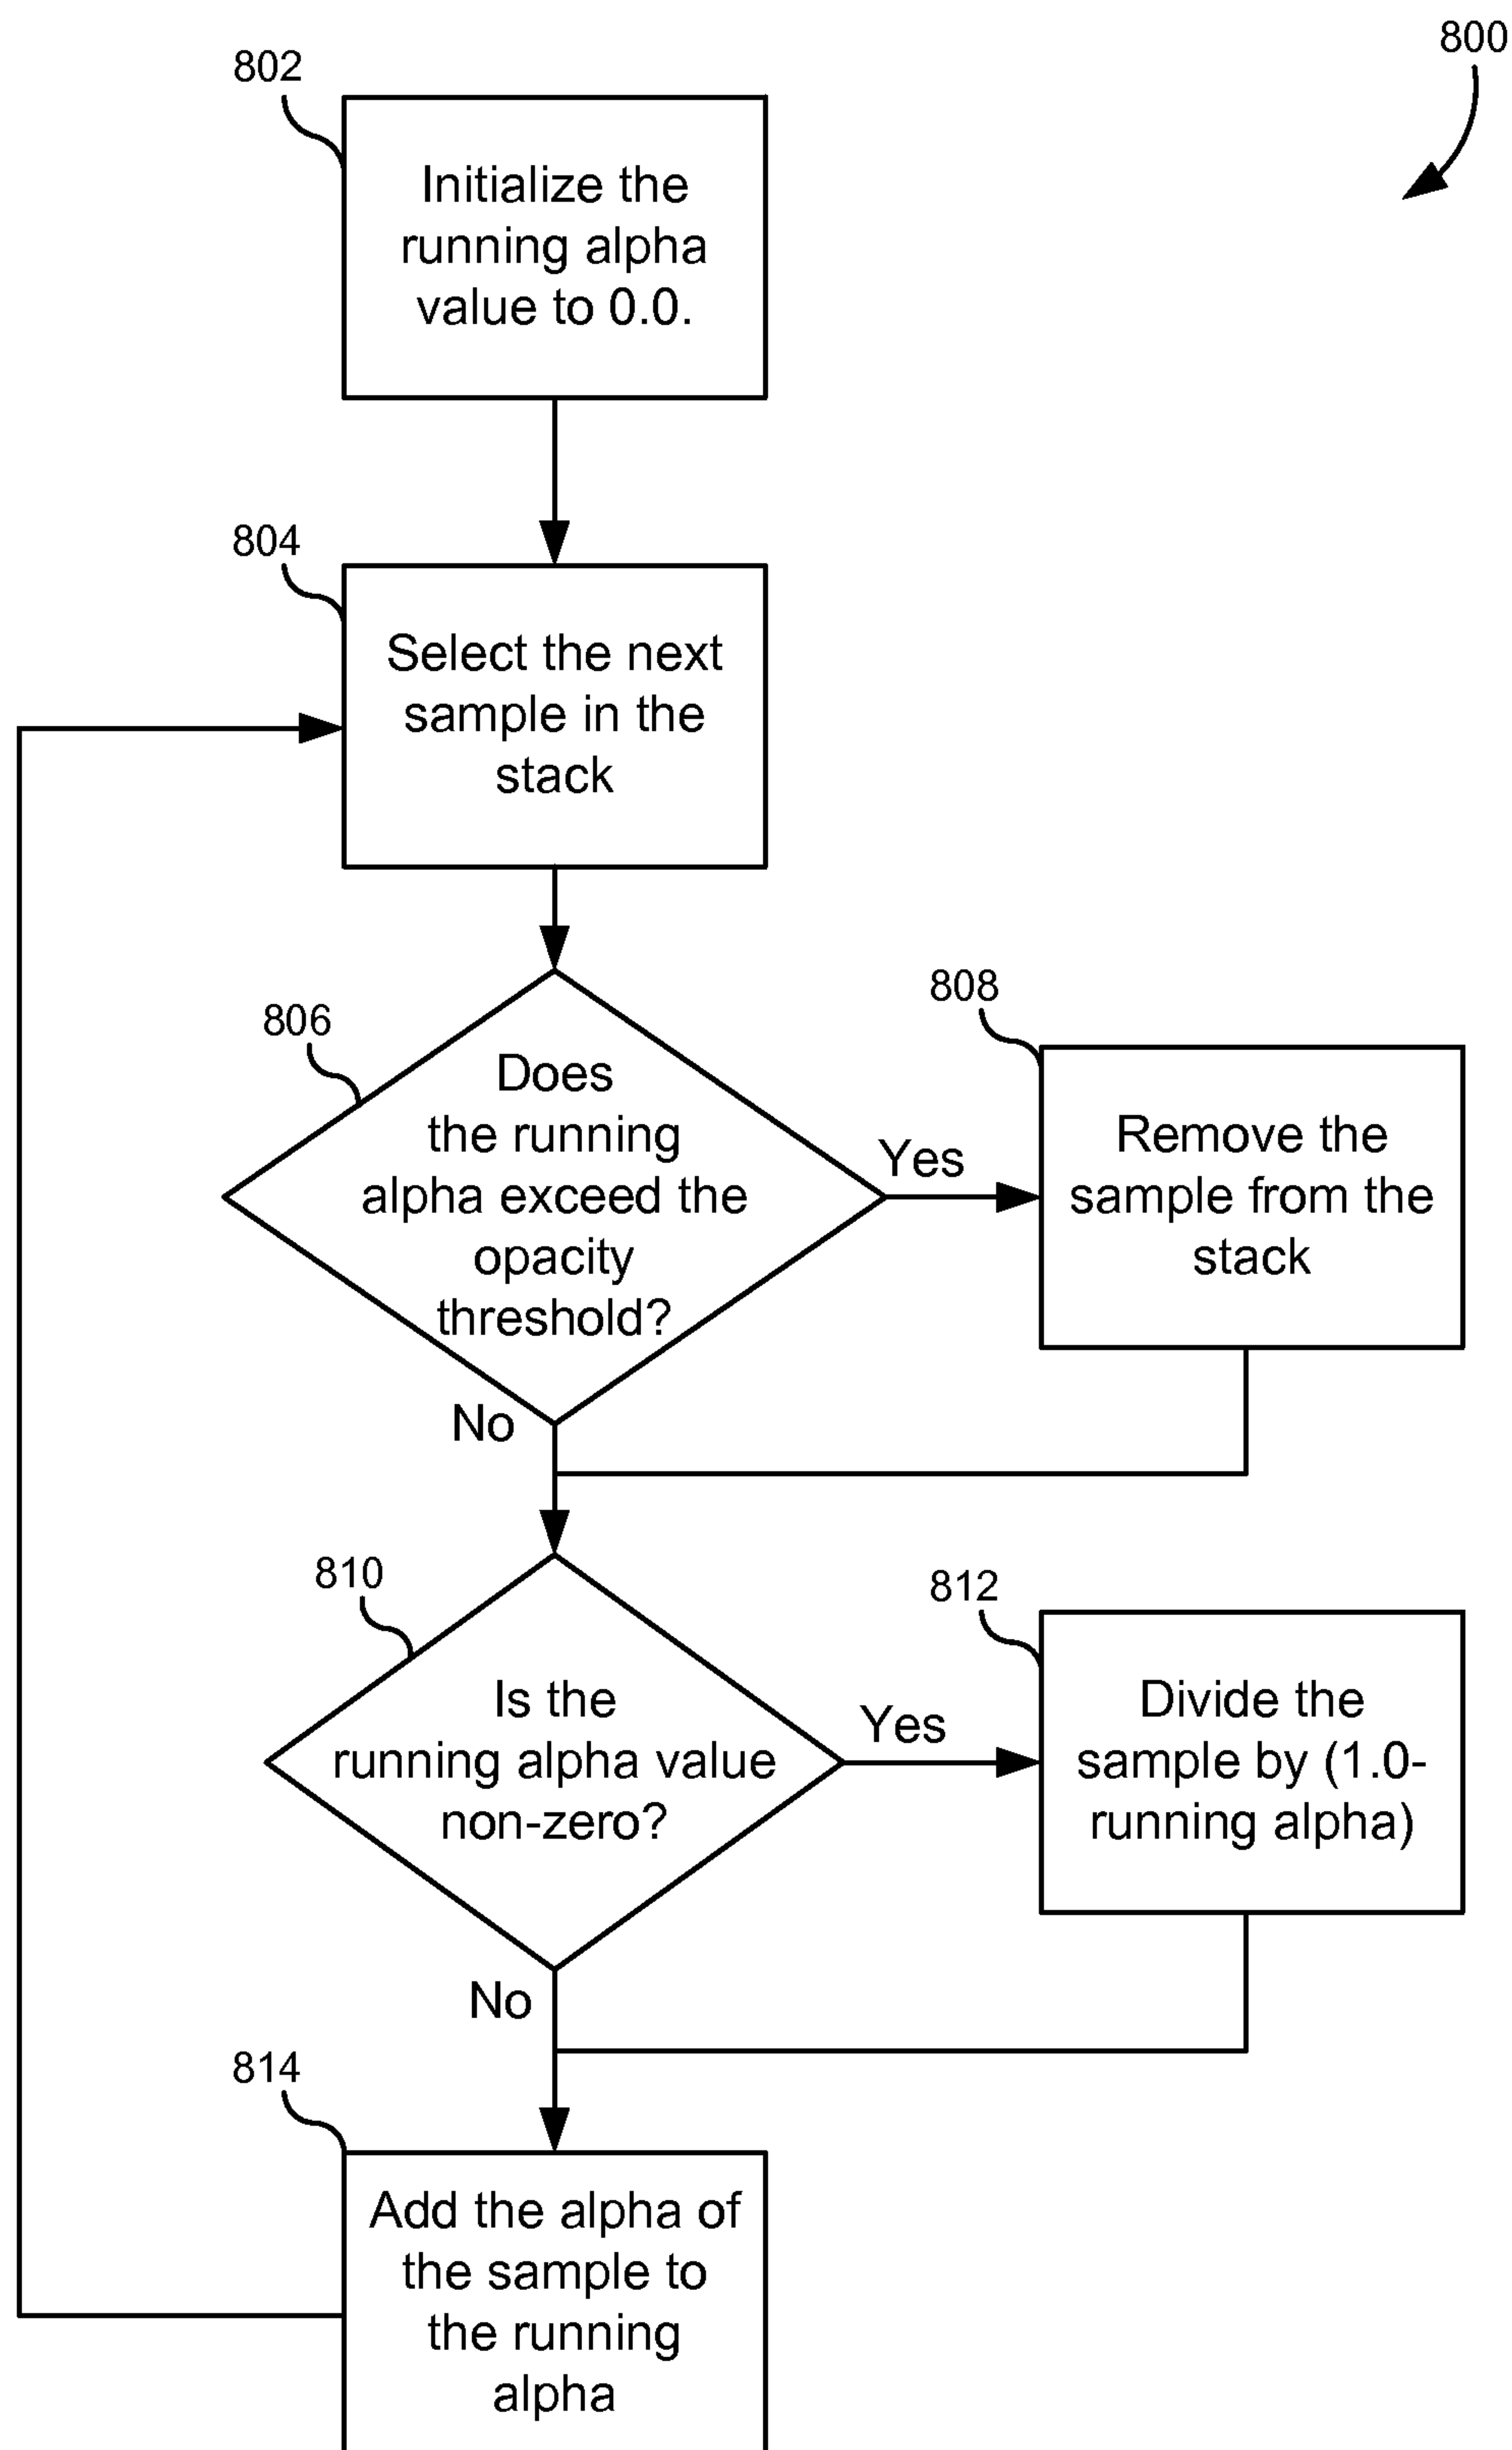 800
802
Initialize the
running alpha
value to 0.0.
804
Select the next
sample in the
stack
806
Does
the running
alpha exceed the
opacity
threshold?
Yes
808
Remove the
sample from the
stack
No
810
Is the
running alpha value
non-zero?
Yes
812
Divide the
sample by (1.0-
running alpha)
No
814
Add the alpha of
the sample to
the running
alpha